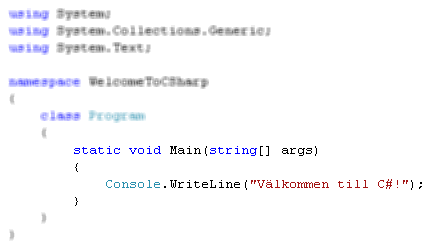 using System;
using System.Collections.Generic;
using System.Text;
namespace WelcomeToCSharp
{
class Program
{
static void Main(string[] args)
{
Console.WriteLine("Välkommen till C#!");
}
}
}